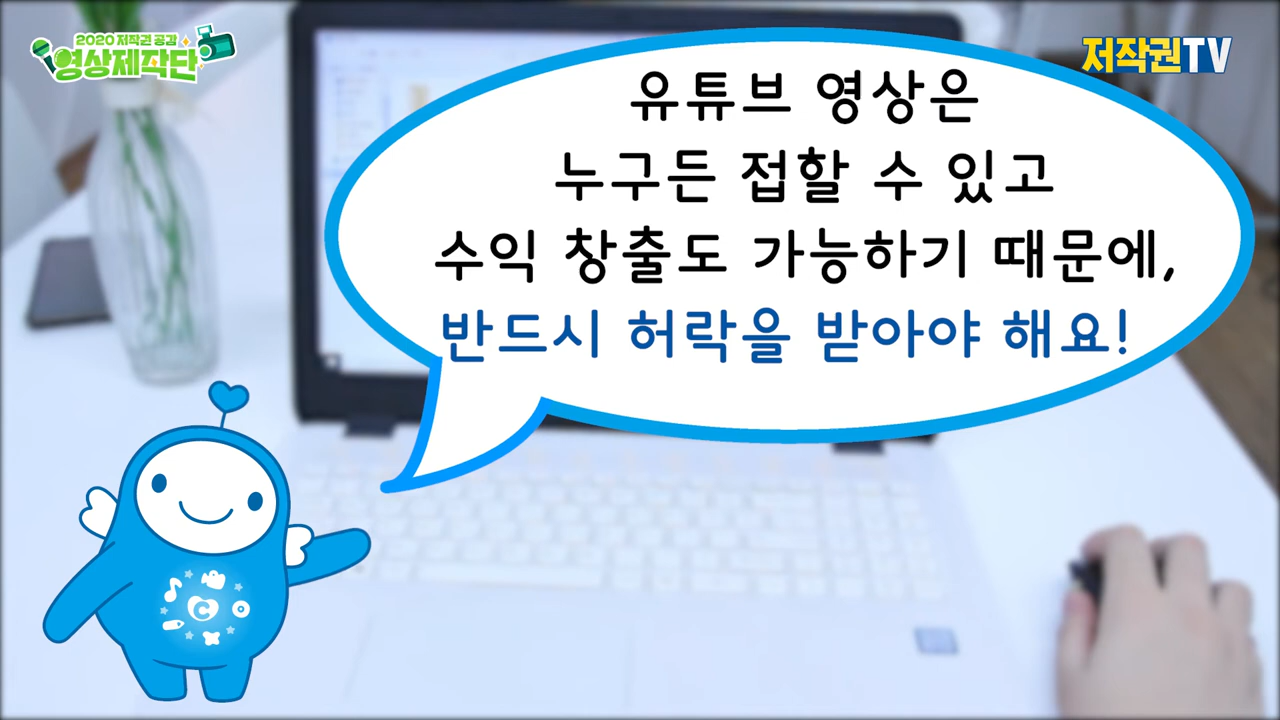 2020 저작권 공감
영상제작단
저작권TV
유튜브 영상은
누구든 접할 수 있고
수익 창출도 가능하기 때문에,
반드시 허락을 받아야 해요!
C